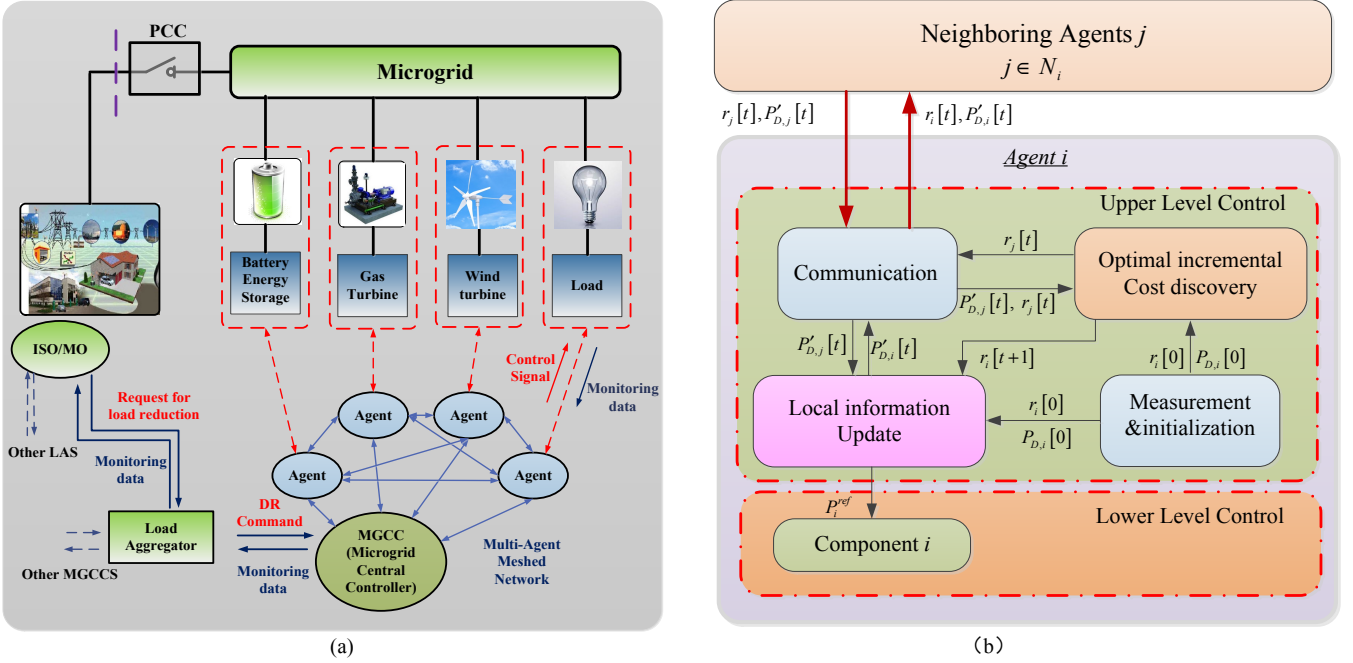 PCC
Microgrid
Battery
Energy
Storage
Gas
Turbine
Wind
turbine
Load
ISO/MO
Request for
load reduction
Other LAS
Monitoring
data
Load
Aggregator
Other MGCCS
DR
Command
Monitoring
data
Agent
Agent
Agent
Agent
Control
Signal
Monitoring
data
MGCC
(Microgrid
Central
Controller)
Multi-Agent
Meshed
Network
(a)
Neighboring Agents j
j ∈ N_i
r_j[t], P'_{D,j}[t]
r_i[t], P'_{D,i}[t]
Agent i
Upper Level Control
Communication
r_j[t]
Optimal incremental
Cost discovery
P'_{D,j}[t], r_j[t]
P'_{D,j}[t]
P'_{D,i}[t]
r_i[t+1]
r_i[0] P_{D,i}[0]
Local information
Update
r_i[0]
P_{D,i}[0]
Measurement
&initialization
P_i^{ref}
Lower Level Control
Component i
(b)